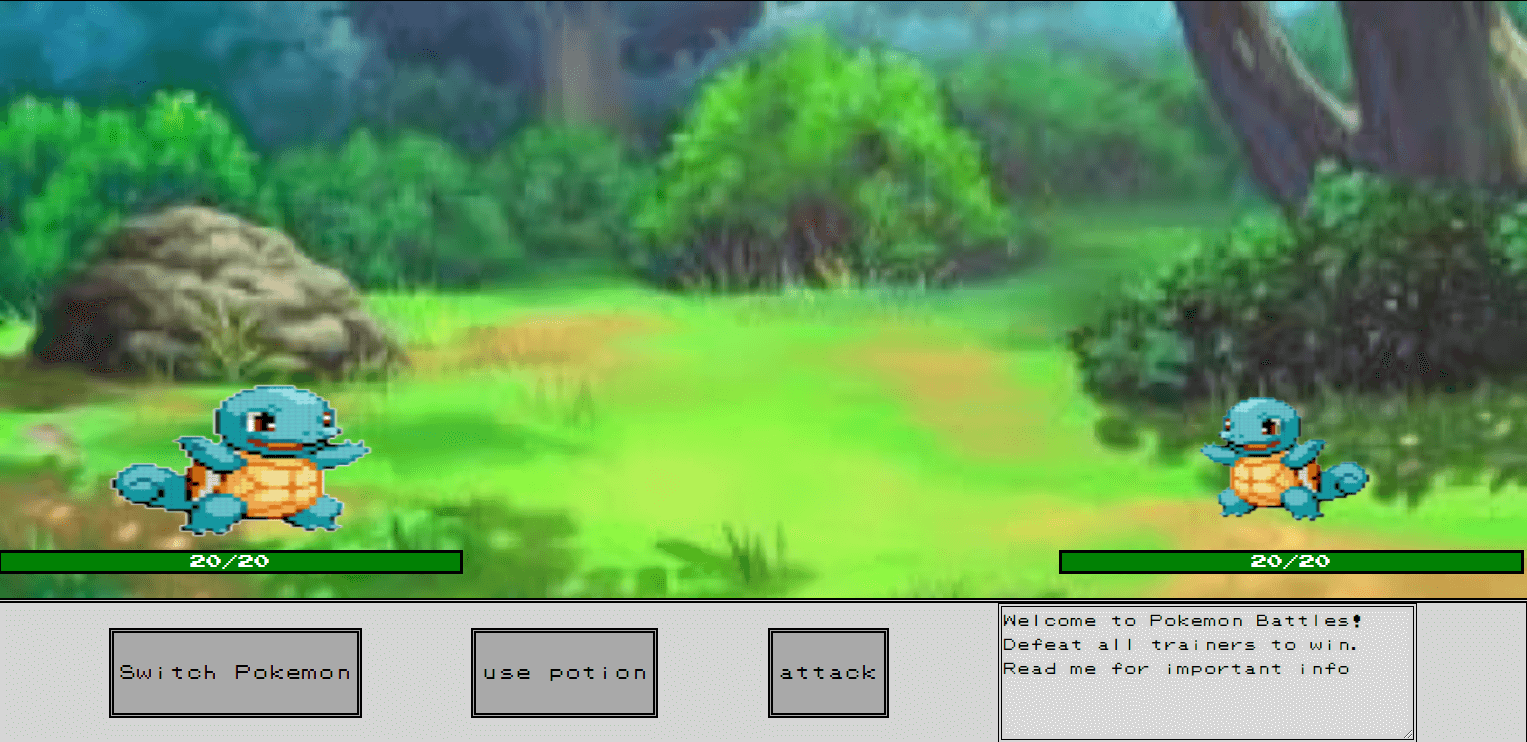 20/20
20/20
Switch Pokemon
use potion
attack
Welcome to Pokemon Battles!
Defeat all trainers to win.
Read me for important info